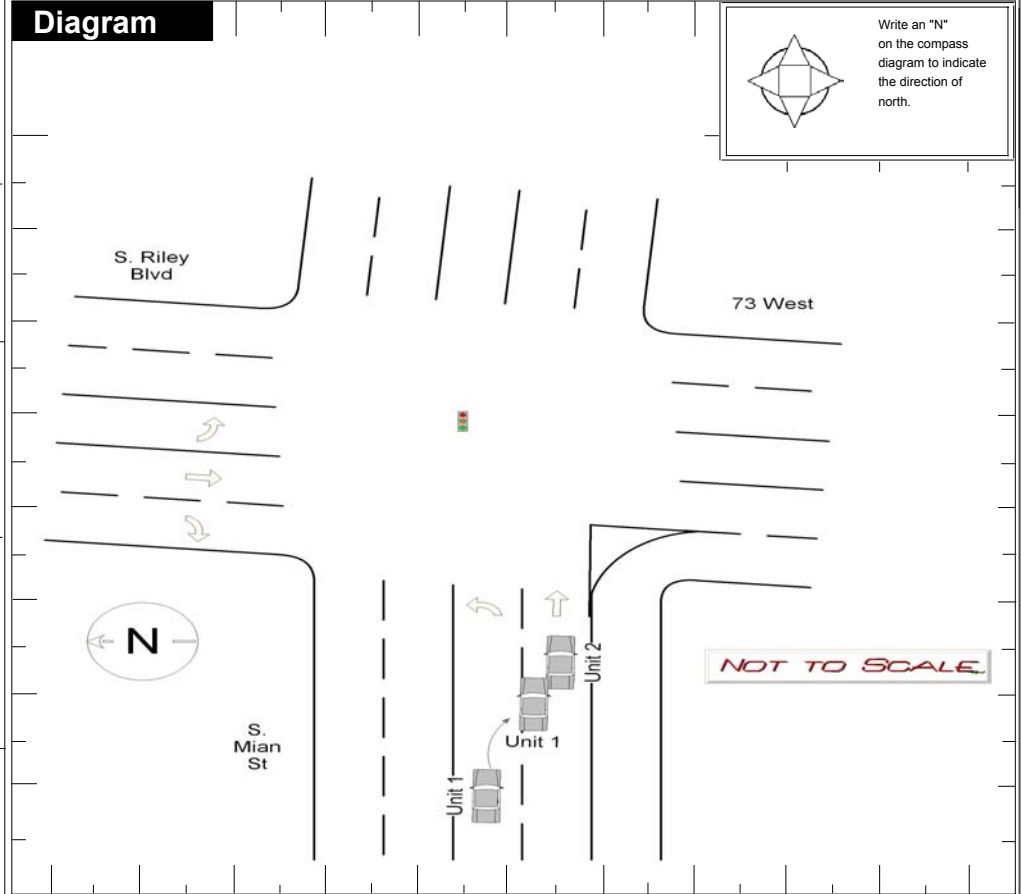 Diagram
Write an "N"
on the compass
diagram to indicate
the direction of
north.
S. Riley
Blvd
73 West
N
NOT TO SCALE
Unit 2
Unit 1
S.
Mian
St
Unit 1